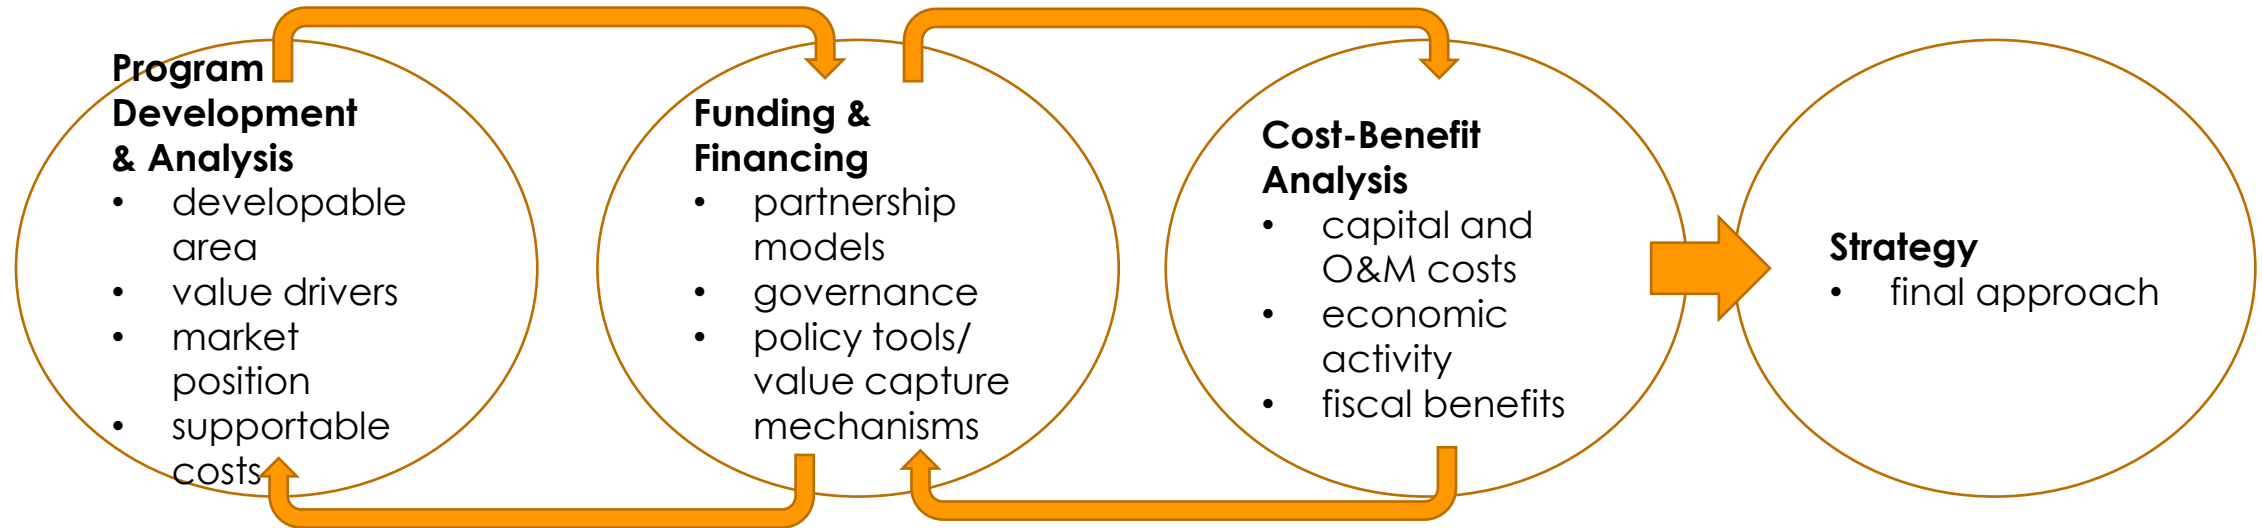 Program
Development
& Analysis
• developable
area
• value drivers
• market
position
• supportable
costs
Funding &
Financing
• partnership
models
• governance
• policy tools/
value capture
mechanisms
Cost-Benefit
Analysis
• capital and
O&M costs
• economic
activity
• fiscal benefits
Strategy
• final approach